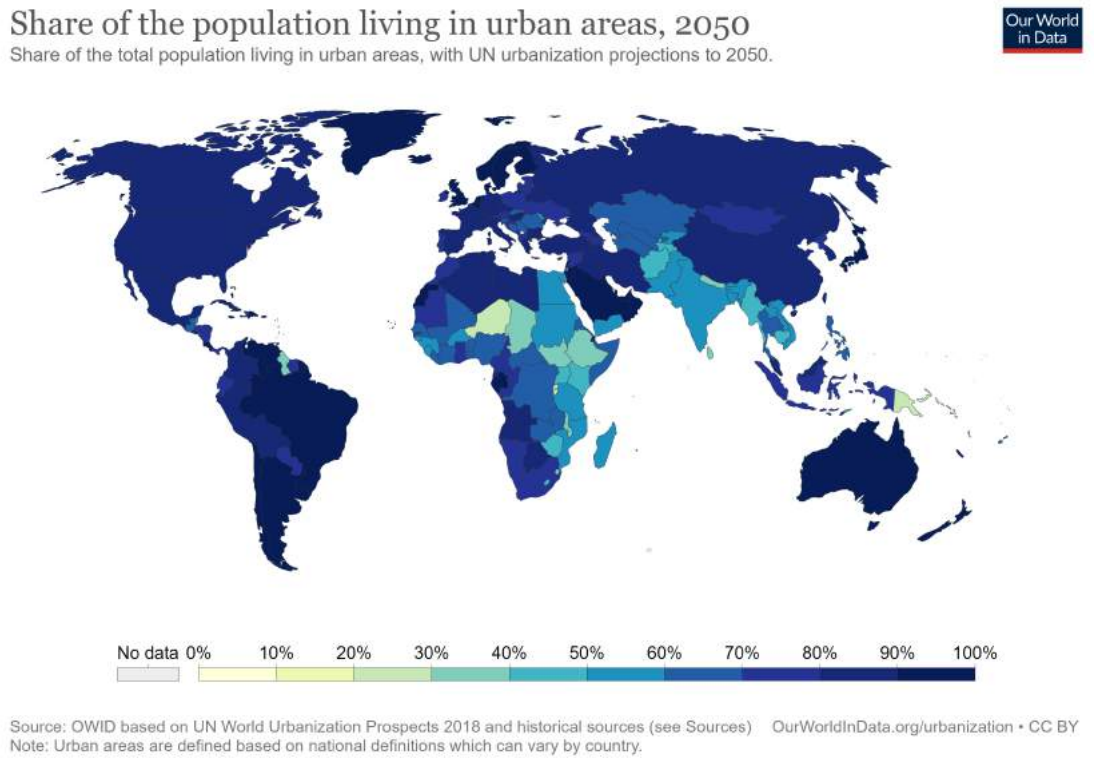 Share of the population living in urban areas, 2050
Share of the total population living in urban areas, with UN urbanization projections to 2050.
Our World
in Data
No data 0% 10% 20% 30% 40% 50% 60% 70% 80% 90% 100%
Source: OWID based on UN World Urbanization Prospects 2018 and historical sources (see Sources) OurWorldInData.org/urbanization • CC BY
Note: Urban areas are defined based on national definitions which can vary by country.